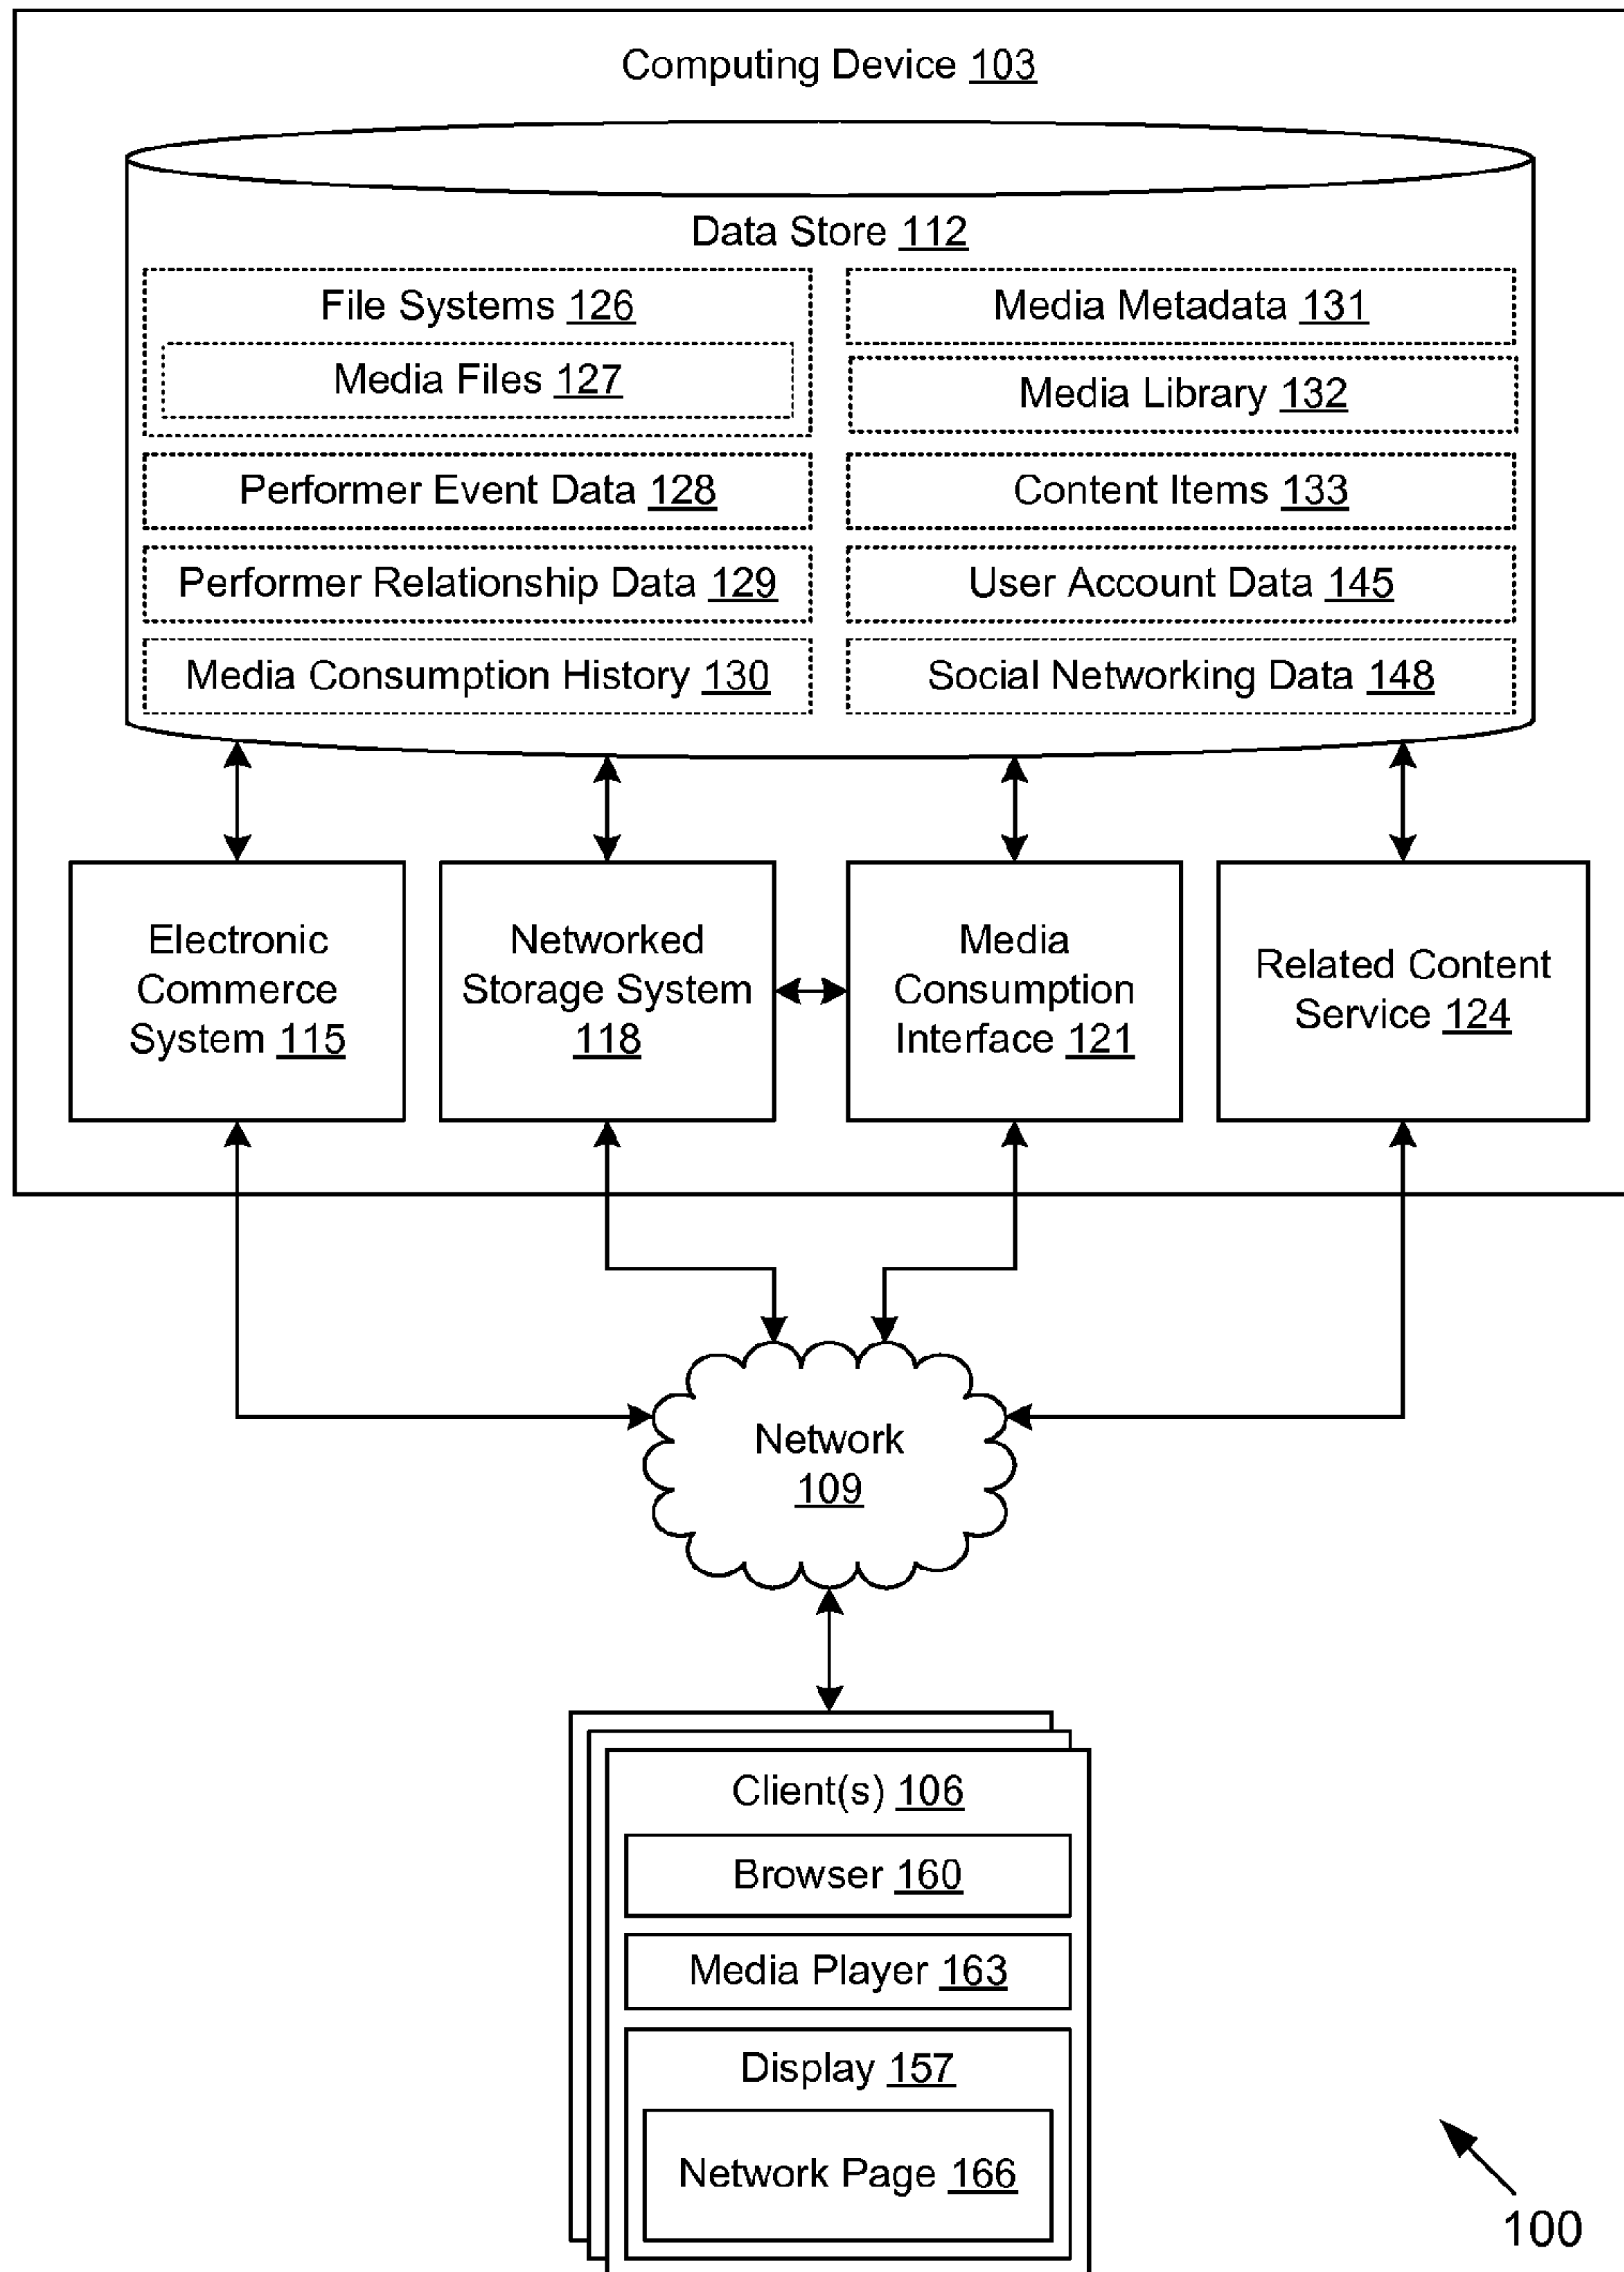 Computing Device 103
Data Store 112
File Systems 126
Media Files 127
Performer Event Data 128
Performer Relationship Data 129
Media Consumption History 130
Media Metadata 131
Media Library 132
Content Items 133
User Account Data 145
Social Networking Data 148
Electronic
Commerce
System 115
Networked
Storage System
118
Media
Consumption
Interface 121
Related Content
Service 124
Network
109
Client(s) 106
Browser 160
Media Player 163
Display 157
Network Page 166
100